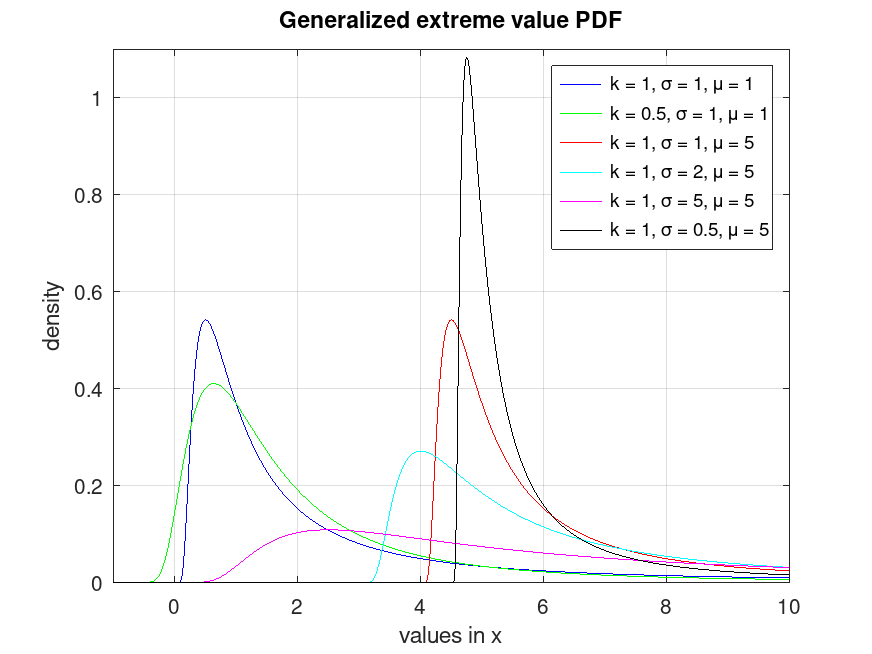 Generalized extreme value PDF
k = 1, σ = 1, μ = 1
k = 0.5, σ = 1, μ = 1
k = 1, σ = 1, μ = 5
k = 1, σ = 2, μ = 5
k = 1, σ = 5, μ = 5
k = 1, σ = 0.5, μ = 5
density
1
0.8
0.6
0.4
0.2
0
0 2 4 6 8 10
values in x